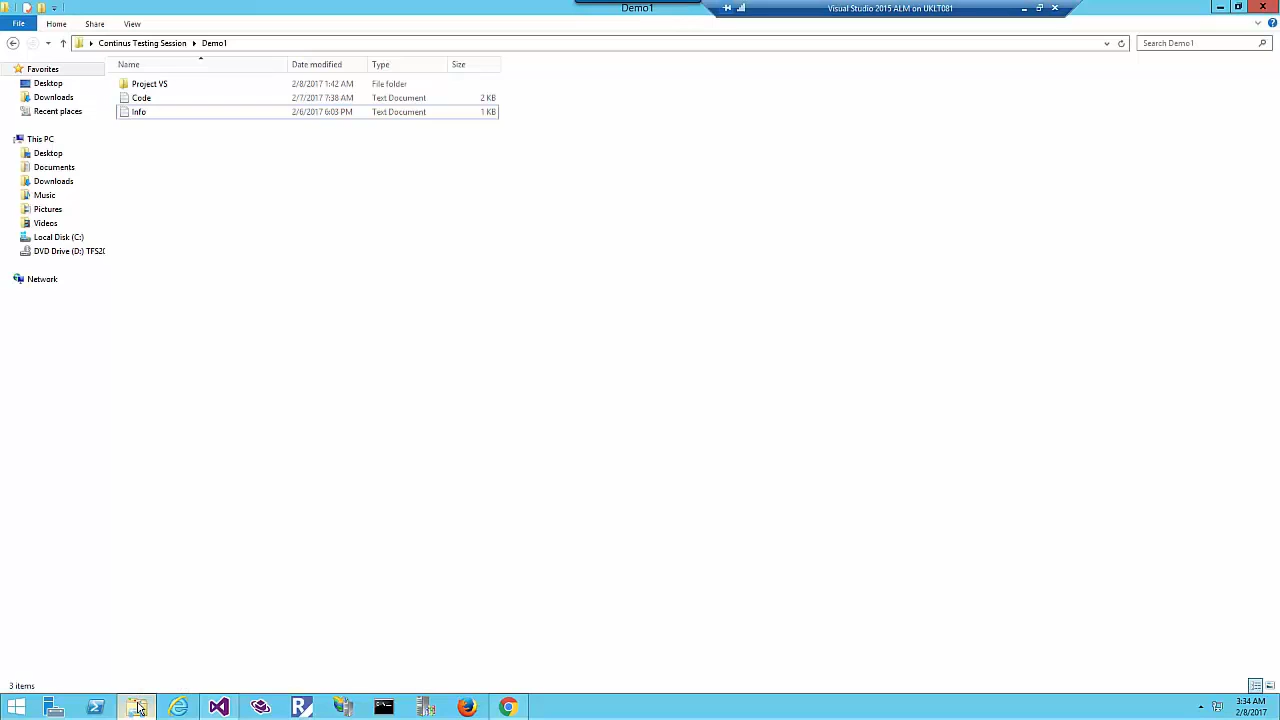 Demo1
Visual Studio 2015 ALM on UKLT081
File Home Share View
Continus Testing Session Demo1
Search Demo1
Name Date modified Type Size
Favorites
Desktop
Downloads
Recent places
This PC
Desktop
Documents
Downloads
Music
Pictures
Videos
Local Disk (C:)
DVD Drive (D:) TFS20
Network
Project VS 2/8/2017 1:42 AM File folder
Code 2/7/2017 7:38 AM Text Document 2 KB
Info 2/6/2017 6:03 PM Text Document 1 KB
3 items
3:34 AM
2/8/2017